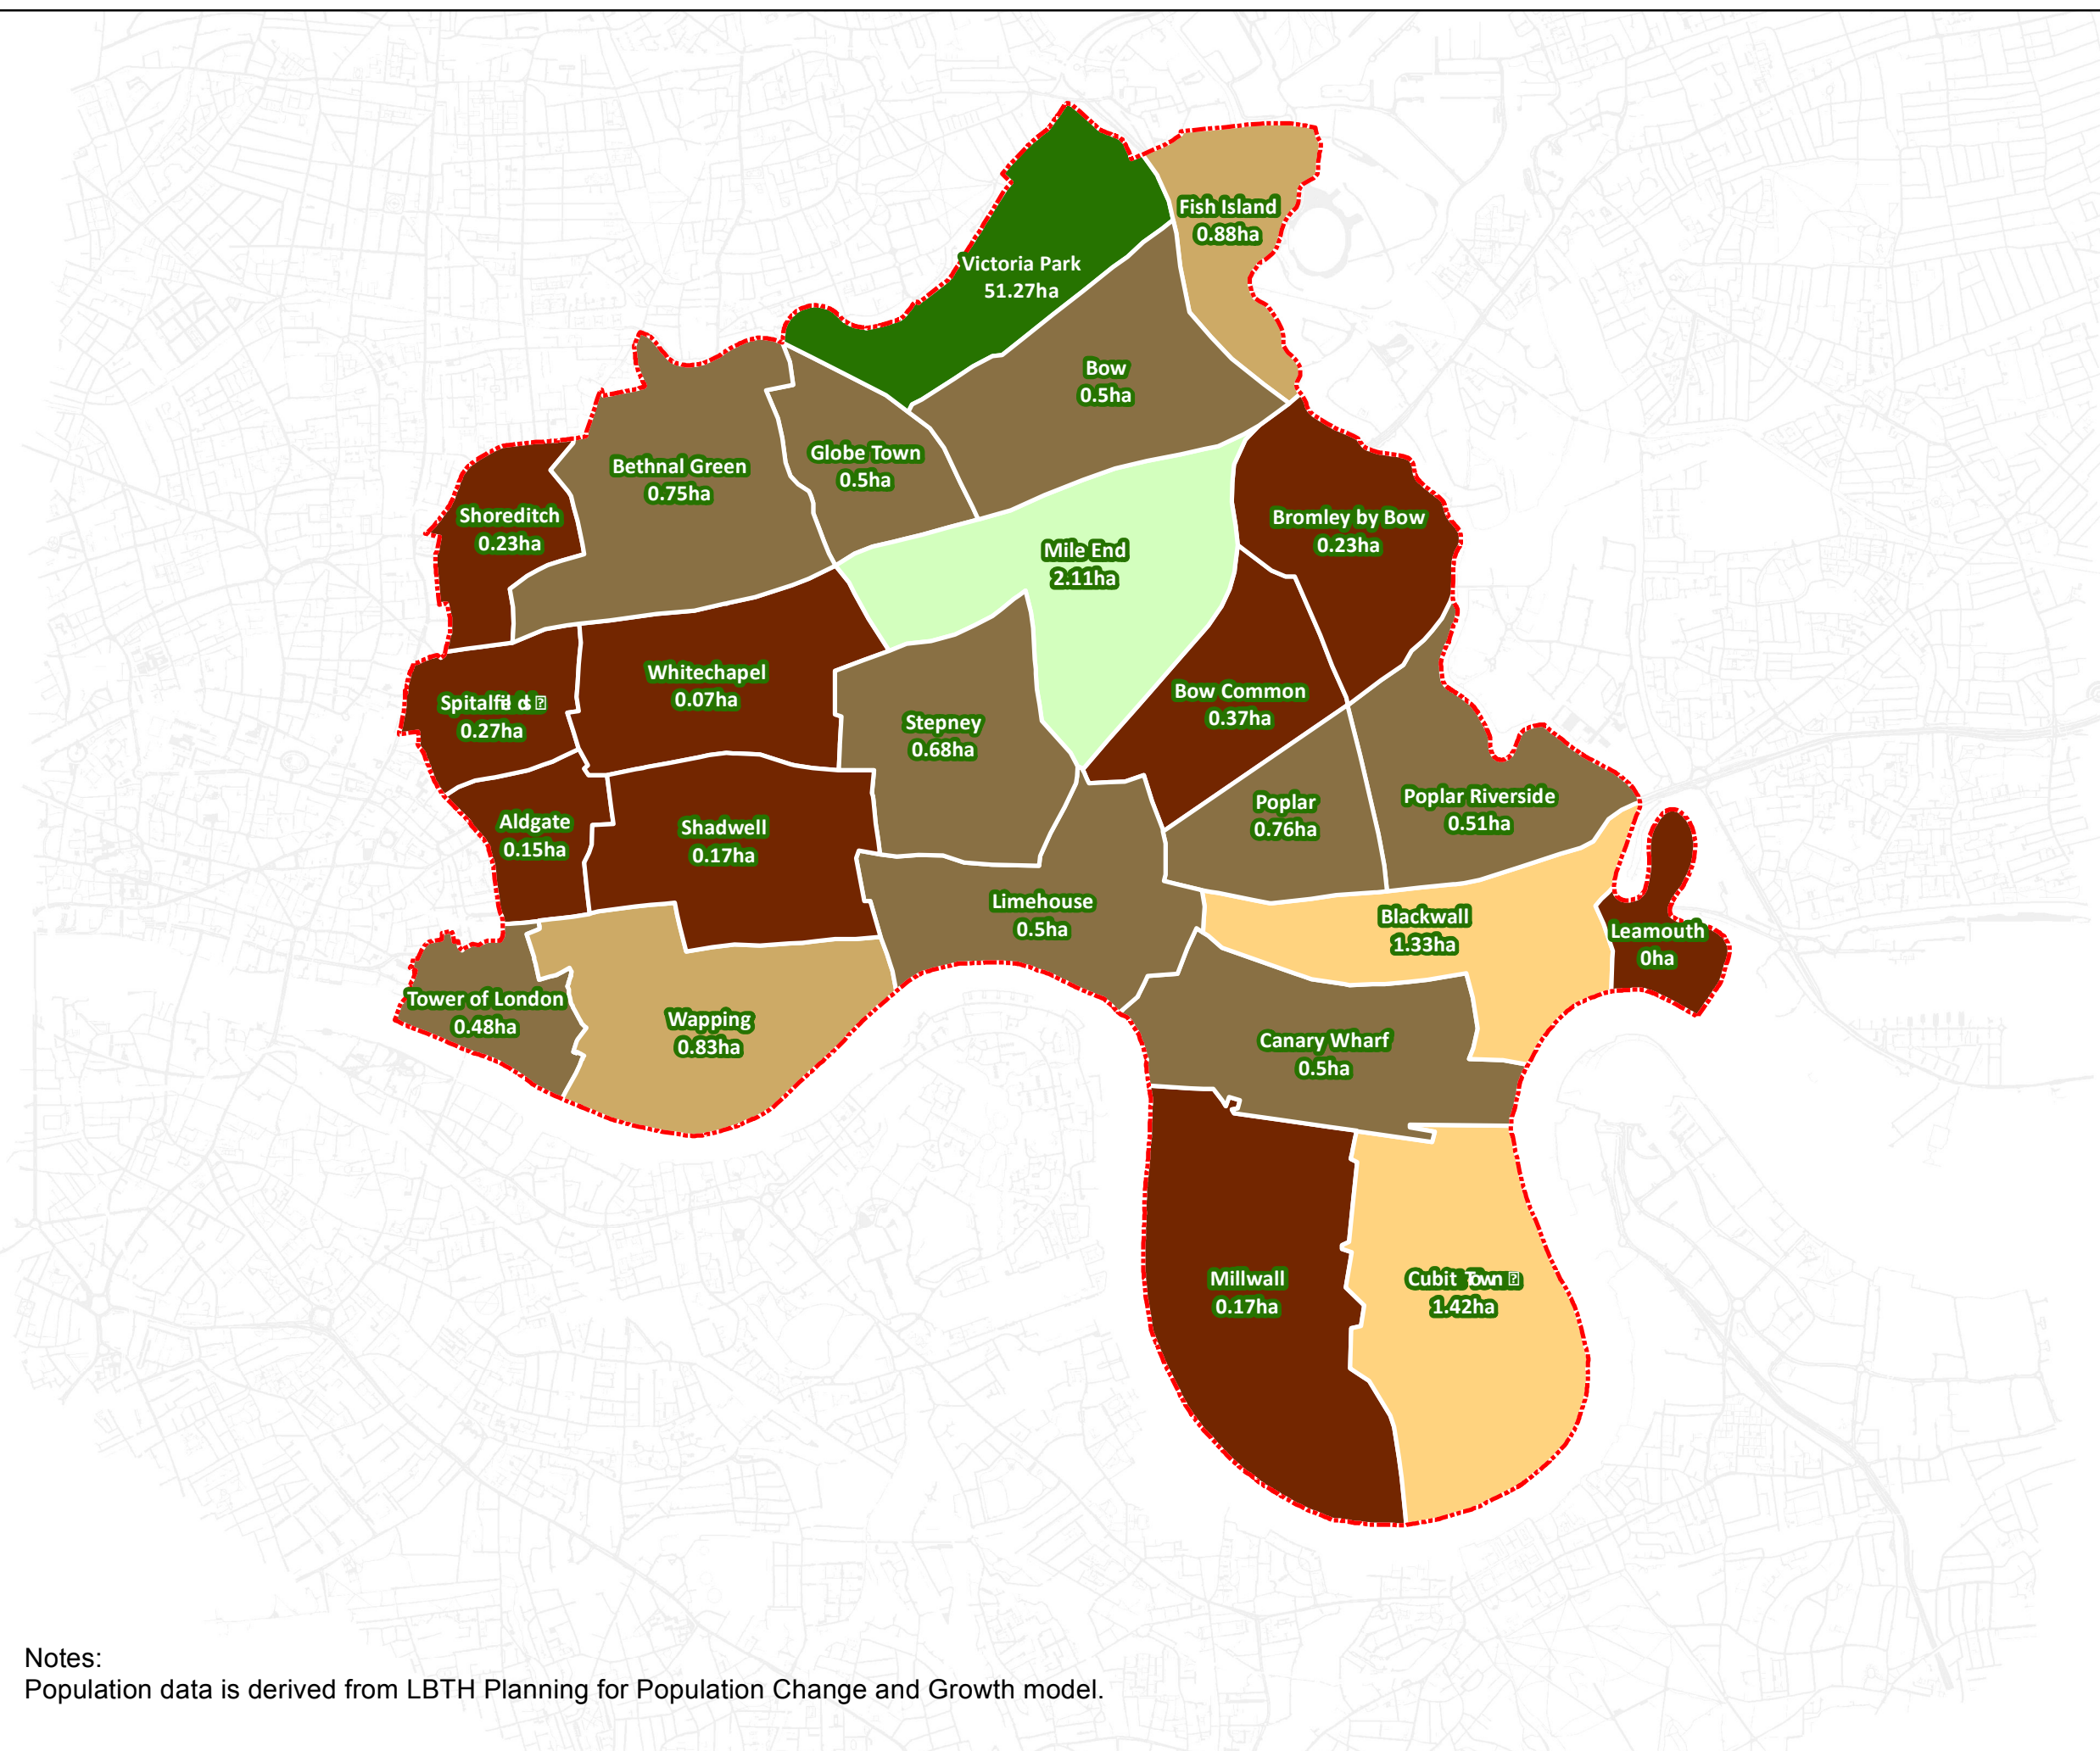 Fish Island
0.88ha
Victoria Park
51.27ha
Bow
0.5ha
Globe Town
0.5ha
Bethnal Green
0.75ha
Shoreditch
0.23ha
Bromley by Bow
0.23ha
Mile End
2.11ha
Whitechapel
0.07ha
Spitalfields
0.27ha
Bow Common
0.37ha
Stepney
0.68ha
Poplar Riverside
0.51ha
Poplar
0.76ha
Aldgate
0.15ha
Shadwell
0.17ha
Limehouse
0.5ha
Blackwall
1.33ha
Leamouth
0ha
Tower of London
0.48ha
Wapping
0.83ha
Canary Wharf
0.5ha
Millwall
0.17ha
Cubit Town
1.42ha
Notes:
Population data is derived from LBTH Planning for Population Change and Growth model.